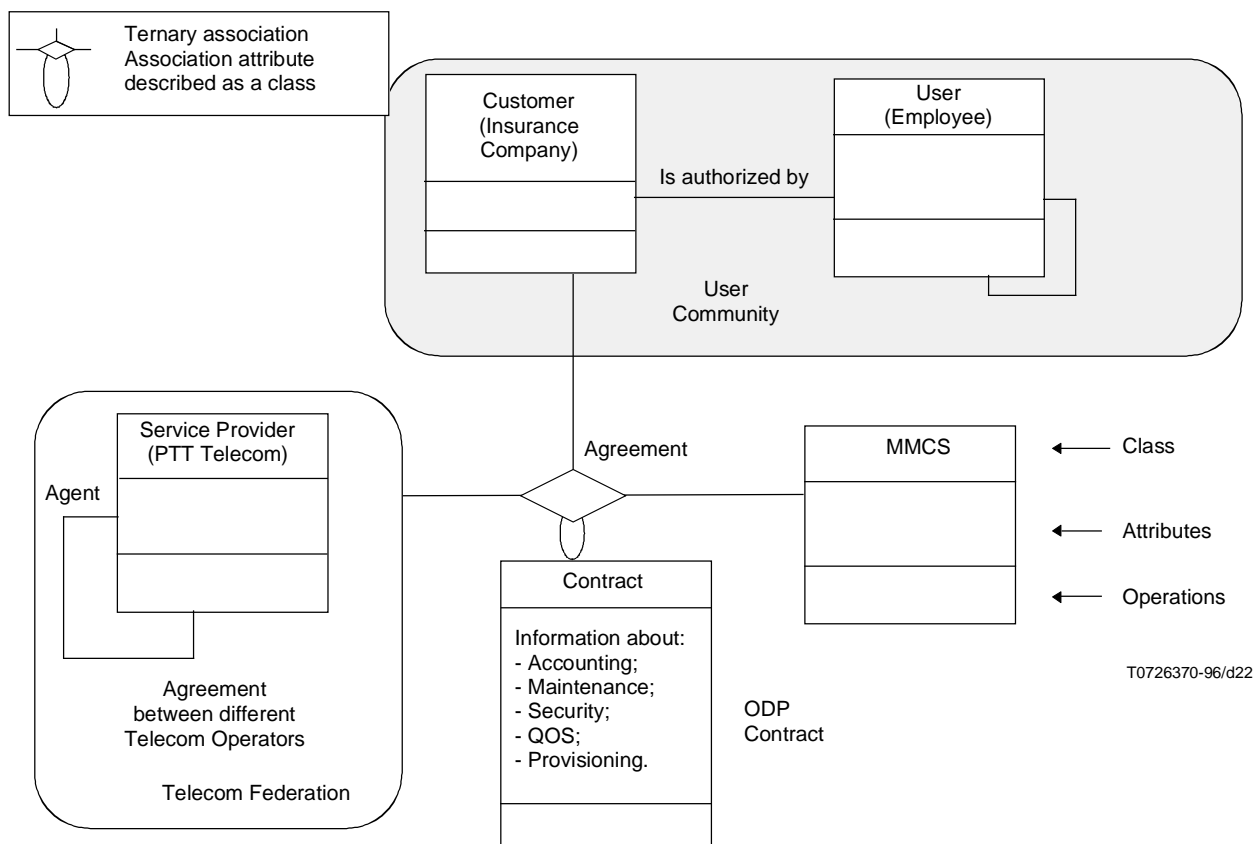 Ternary association
Association attribute
described as a class
Customer
(Insurance
Company)
User
(Employee)
Is authorized by
User
Community
Service Provider
(PTT Telecom)
Agent
Agreement
between different
Telecom Operators
Telecom Federation
Agreement
MMCS
Class
Attributes
Operations
Contract
Information about:
- Accounting;
- Maintenance;
- Security;
- QOS;
- Provisioning.
ODP
Contract
T0726370-96/d22